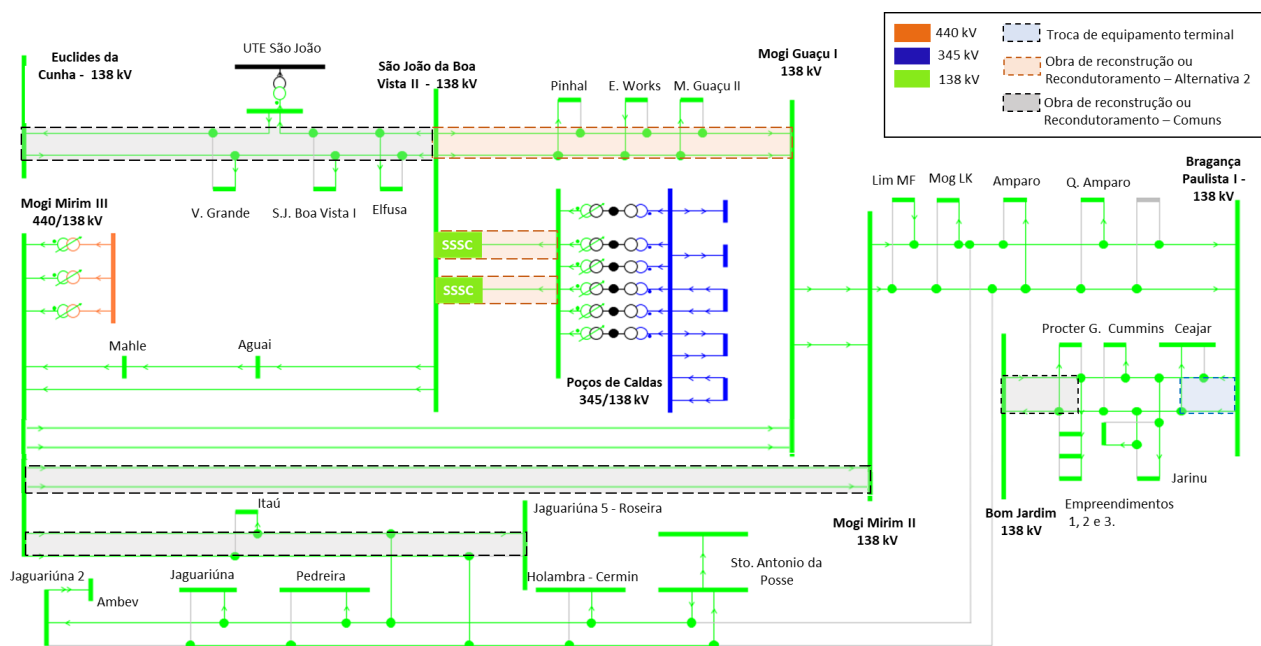 Euclides da
Cunha - 138 kV
UTE São João
São João da Boa
Vista II - 138 kV
Mogi Guaçu I
138 kV
Pinhal
E. Works
M. Guaçu II
440 kV
345 kV
138 kV
Troca de equipamento terminal
Obra de reconstrução ou
Recondutoramento – Alternativa 2
Obra de reconstrução ou
Recondutoramento – Comuns
Bragança
Paulista I -
138 kV
Lim MF
Mog LK
Amparo
Q. Amparo
V. Grande
S.J. Boa Vista I
Elfusa
Mogi Mirim III
440/138 kV
SSSC
SSSC
Mahle
Aguai
Poços de Caldas
345/138 kV
Procter G.
Cummins
Ceajar
Jarinu
Bom Jardim
138 kV
Empreendimentos
1, 2 e 3.
Mogi Mirim II
138 kV
Itaú
Jaguariúna 5 - Roseira
Jaguariúna 2
Ambev
Jaguariúna
Pedreira
Holambra - Cermin
Sto. Antonio da
Posse